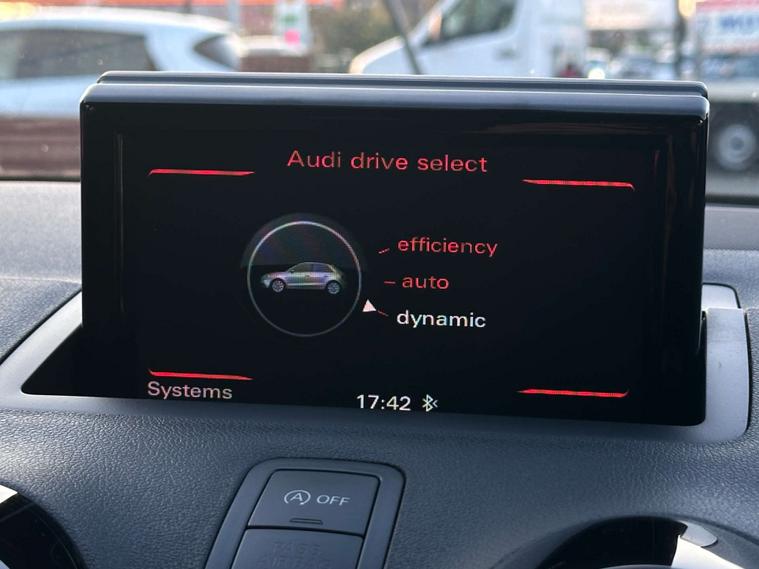 Audi drive select
efficiency
auto
dynamic
Systems
17:42
A OFF